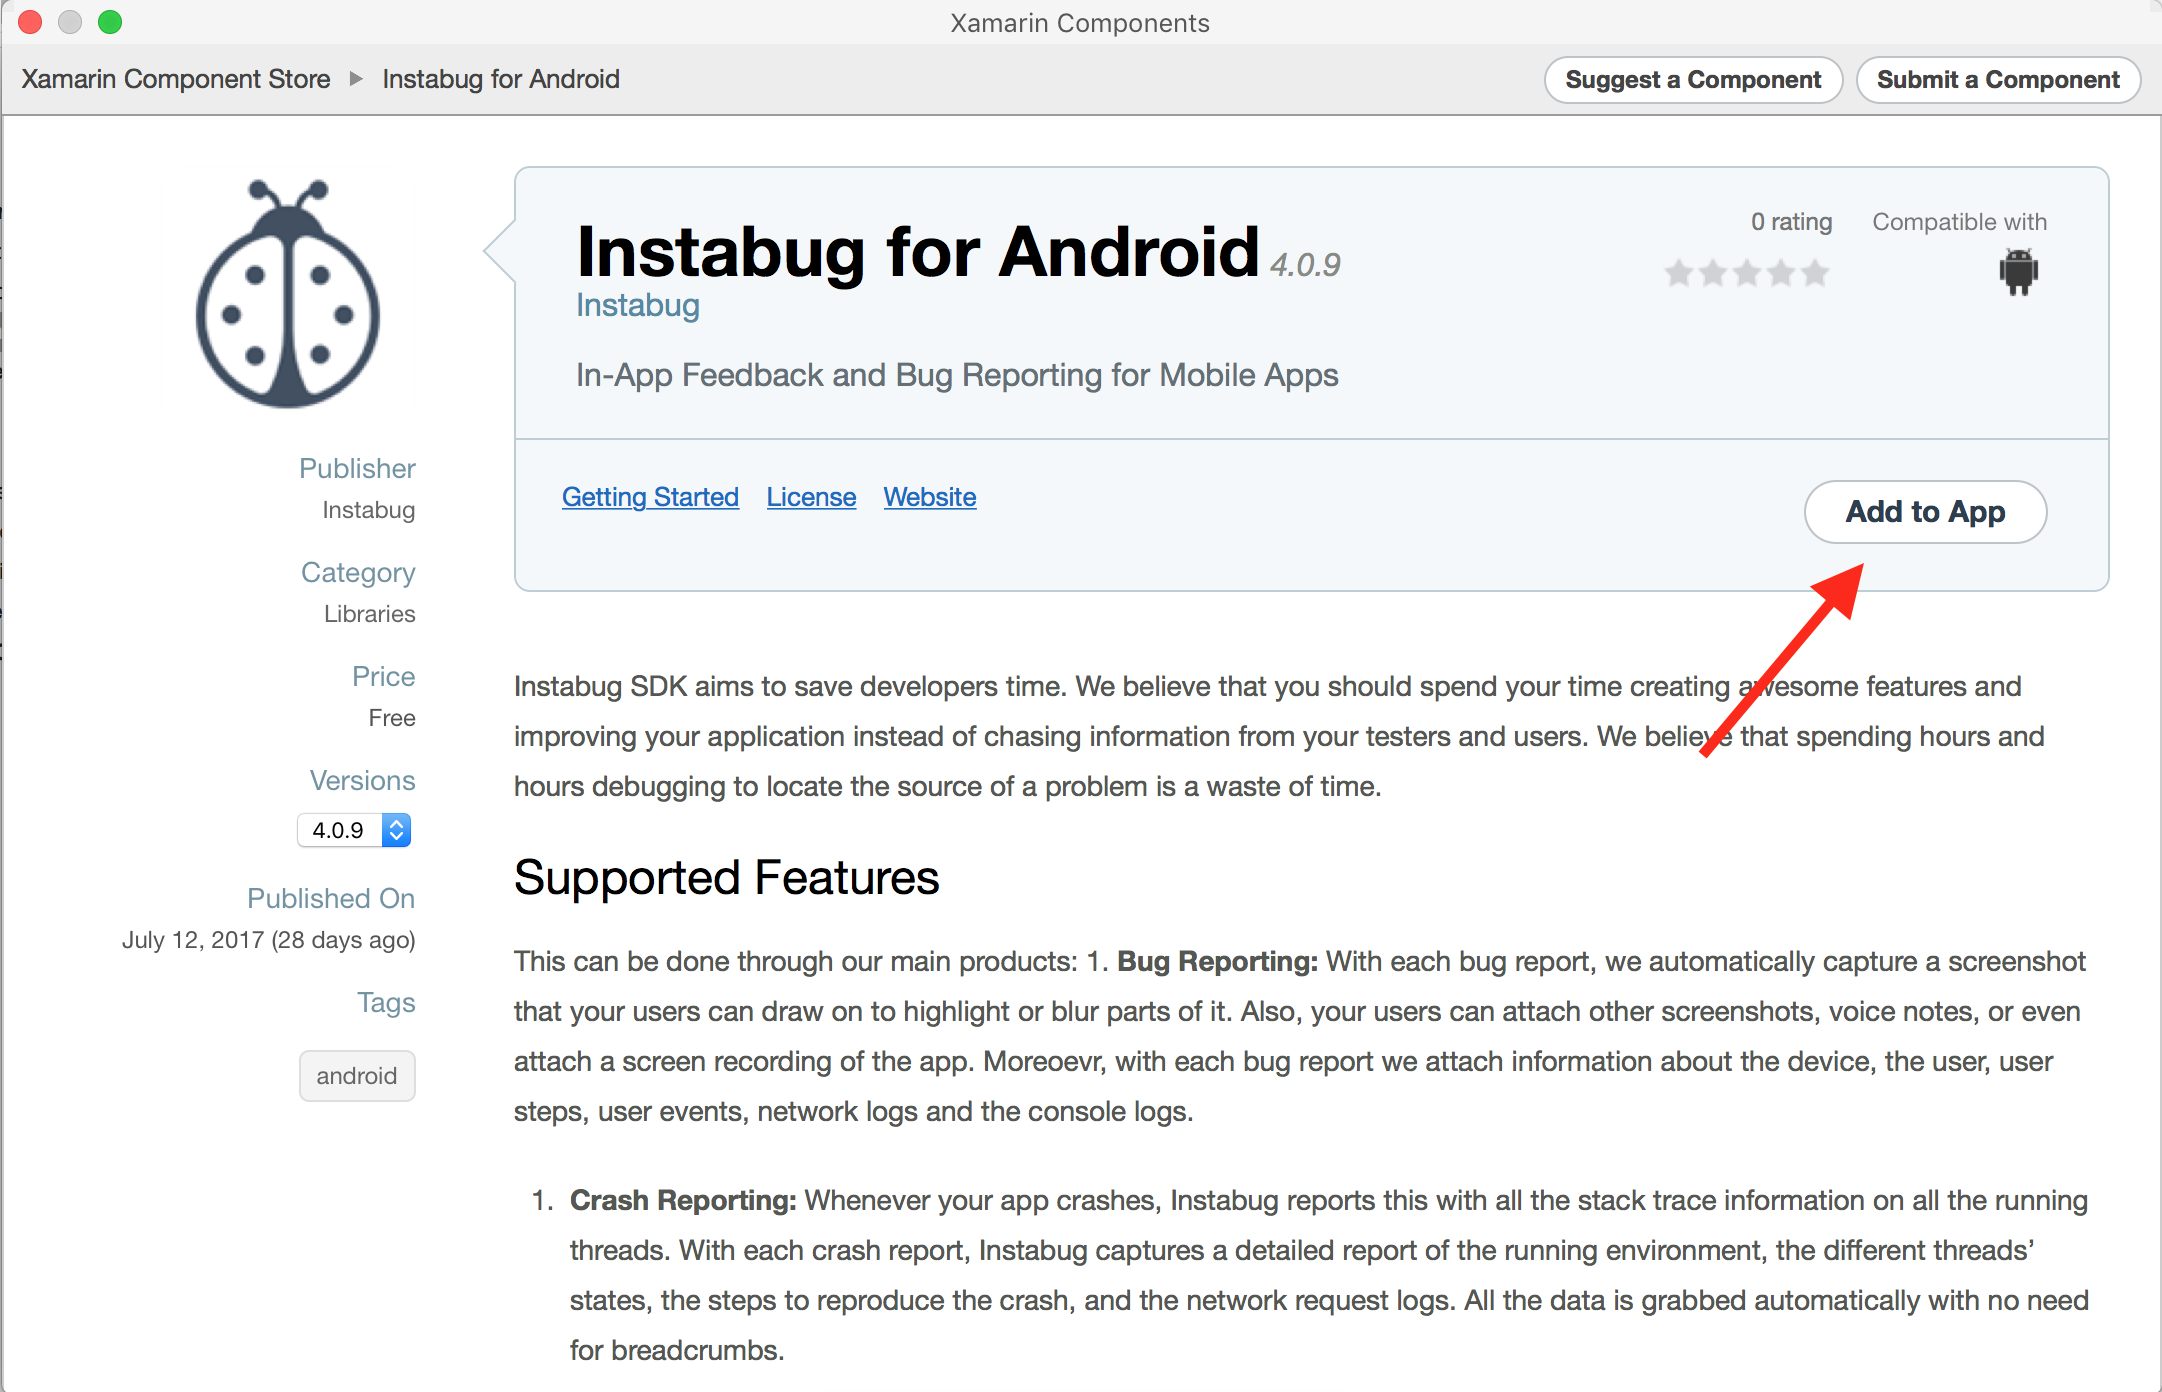 Xamarin Components
Xamarin Component Store
Instabug for Android
Suggest a Component
Submit a Component
Instabug for Android 4.0.9
Instabug
In-App Feedback and Bug Reporting for Mobile Apps
0 rating
Compatible with
Getting Started License Website
Add to App
Publisher
Instabug
Category
Libraries
Price
Free
Versions
4.0.9
Published On
July 12, 2017 (28 days ago)
Tags
android
Instabug SDK aims to save developers time. We believe that you should spend your time creating awesome features and
improving your application instead of chasing information from your testers and users. We believe that spending hours and
hours debugging to locate the source of a problem is a waste of time.
Supported Features
This can be done through our main products: 1. Bug Reporting: With each bug report, we automatically capture a screenshot
that your users can draw on to highlight or blur parts of it. Also, your users can attach other screenshots, voice notes, or even
attach a screen recording of the app. Moreoevr, with each bug report we attach information about the device, the user, user
steps, user events, network logs and the console logs.
1. Crash Reporting: Whenever your app crashes, Instabug reports this with all the stack trace information on all the running
threads. With each crash report, Instabug captures a detailed report of the running environment, the different threads’
states, the steps to reproduce the crash, and the network request logs. All the data is grabbed automatically with no need
for breadcrumbs.